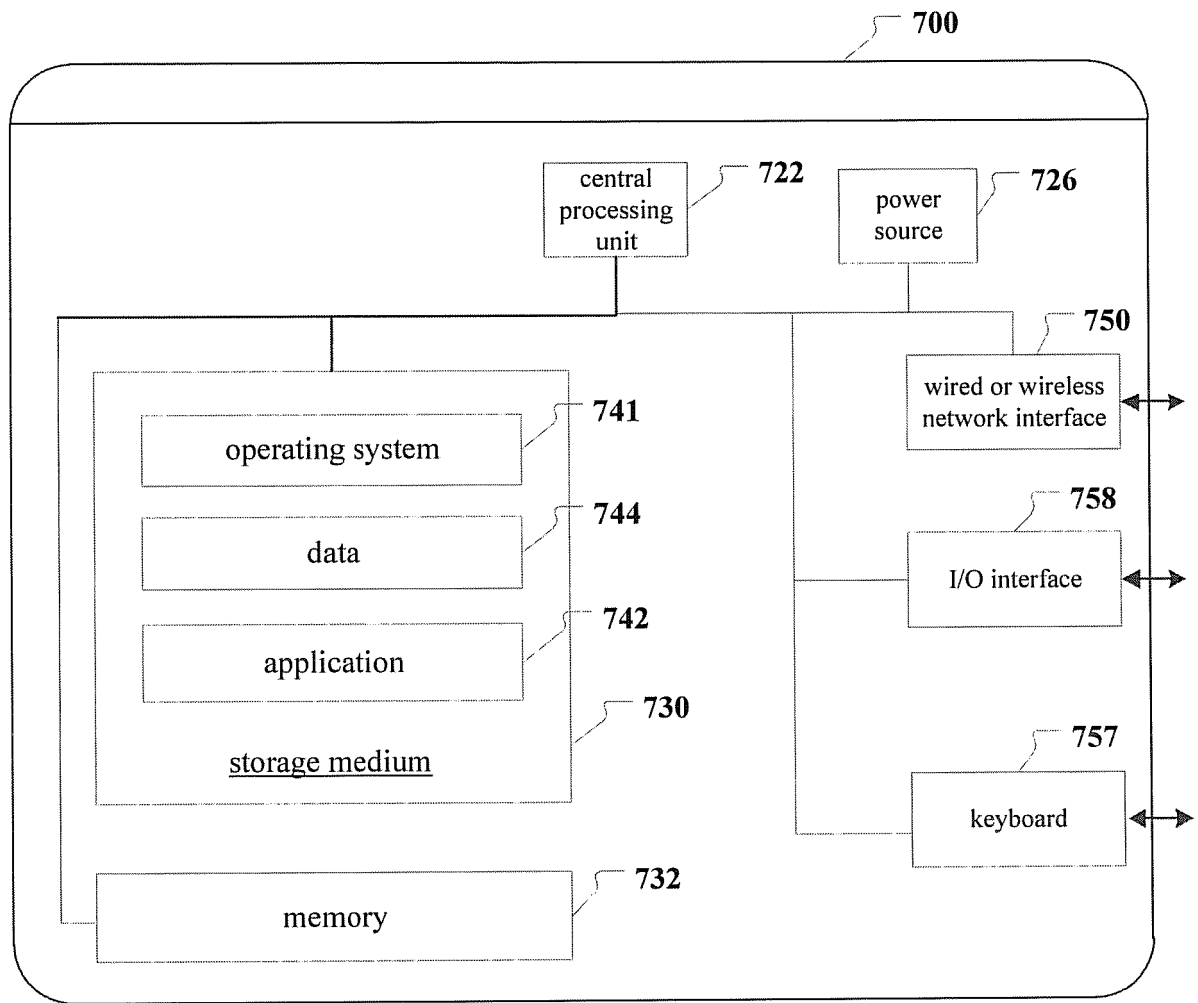 700
central
processing
unit
722
power
source
726
750
wired or wireless
network interface
operating system
741
data
744
application
742
storage medium
730
758
I/O interface
757
keyboard
memory
732